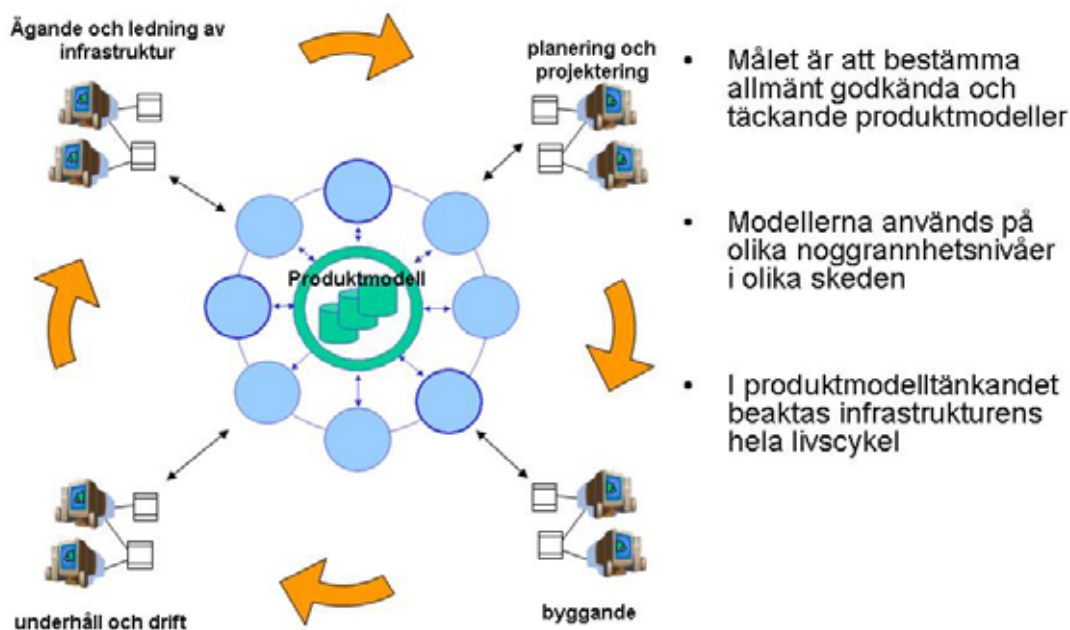 Ägande och ledning av
infrastruktur
planering och
projektering
Produktmodell
underhåll och drift
byggande
• Målet är att bestämma
allmänt godkända och
täckande produktmodeller
• Modellerna används på
olika noggrannhetsnivåer
i olika skeden
• I produktmodelltänkandet
beaktas infrastrukturens
hela livscykel